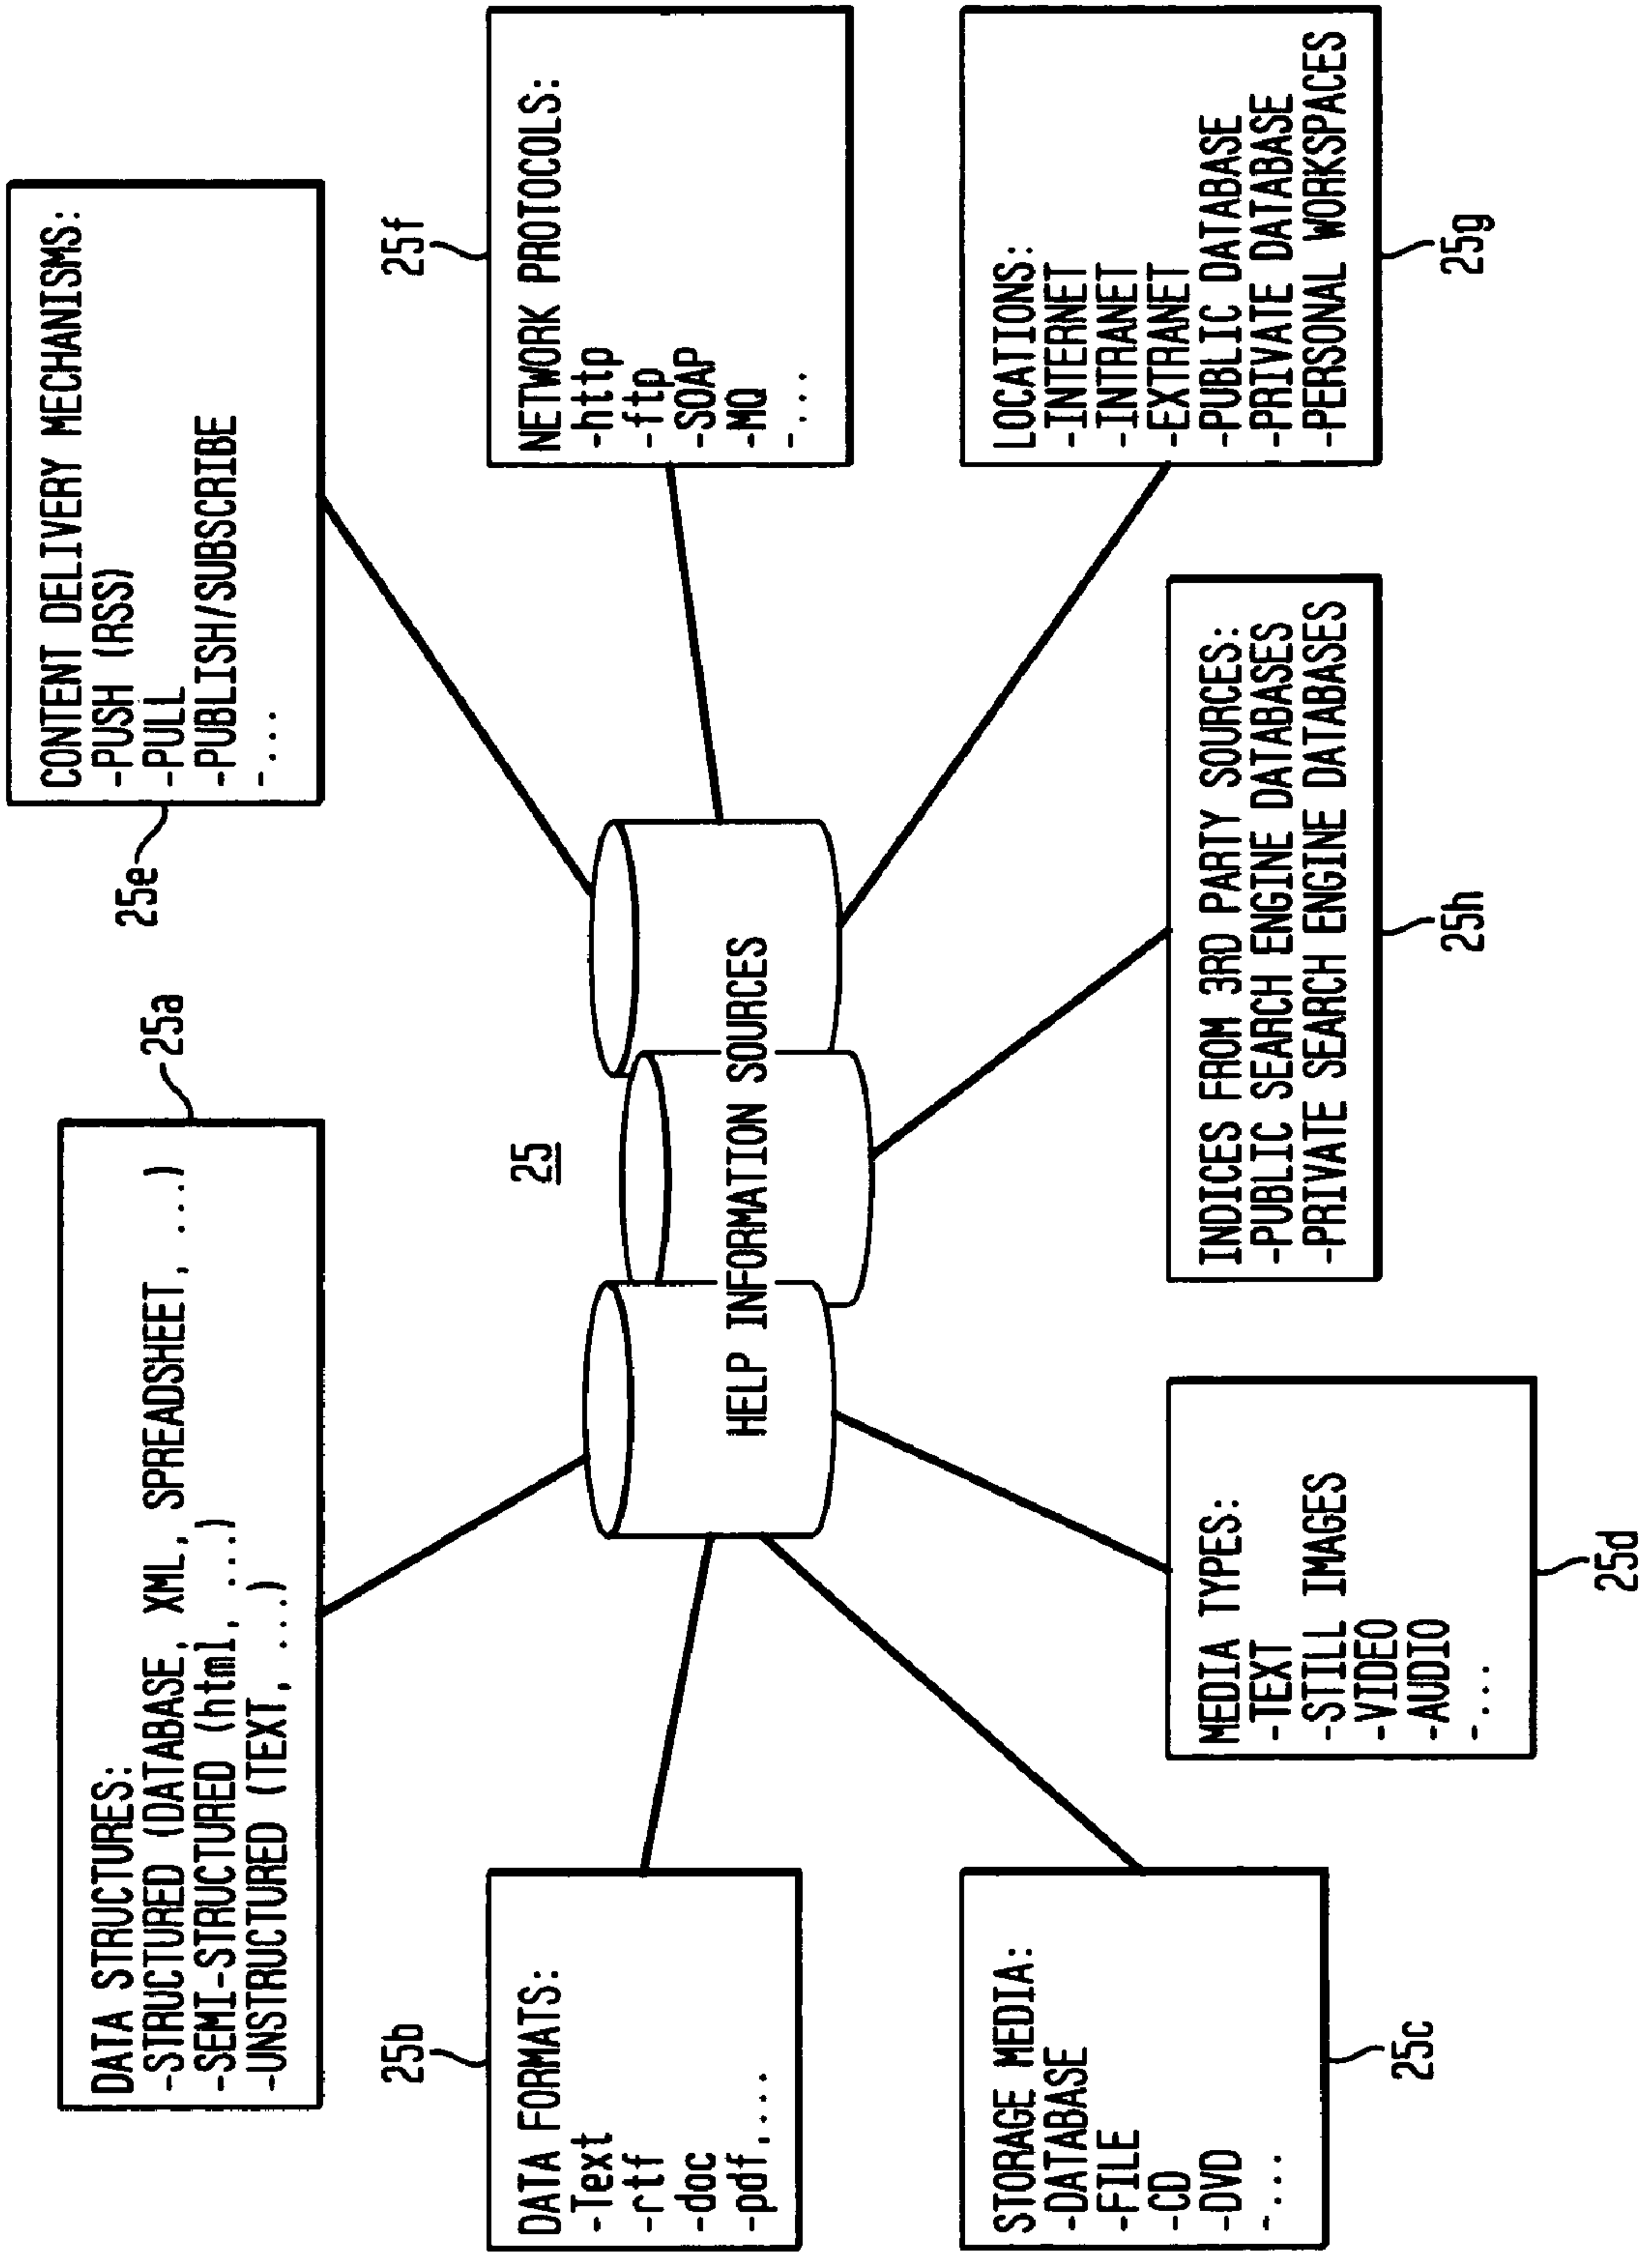 25a
DATA STRUCTURES:
-STRUCTURED (DATABASE, XML, SPREADSHEET, ...)
-SEMI-STRUCTURED (html, ...)
-UNSTRUCTURED (TEXT, ...)
25e
CONTENT DELIVERY MECHANISMS:
-PUSH (RSS)
-PULL
-PUBLISH/SUBSCRIBE
-...
25b
DATA FORMATS:
-Text
-rtf
-doc
-pdf,...
25
HELP INFORMATION SOURCES
25f
NETWORK PROTOCOLS:
-http
-ftp
-SOAP
-MQ
-...
STORAGE MEDIA:
-DATABASE
-FILE
-CD
-DVD
-...
25c
MEDIA TYPES:
-TEXT
-STILL IMAGES
-VIDEO
-AUDIO
-...
25d
INDICES FROM 3RD PARTY SOURCES:
-PUBLIC SEARCH ENGINE DATABASES
-PRIVATE SEARCH ENGINE DATABASES
25h
LOCATIONS:
-INTERNET
-INTRANET
-EXTRANET
-PUBLIC DATABASE
-PRIVATE DATABASE
-PERSONAL WORKSPACES
25g